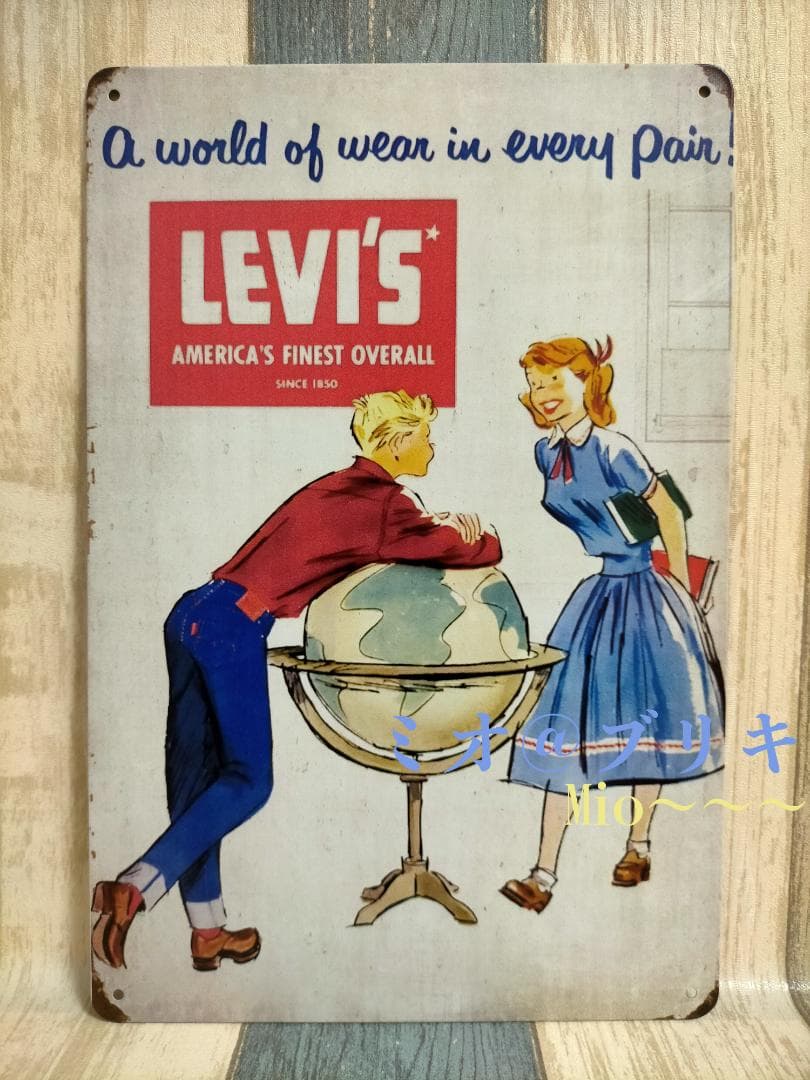 A world of wear in every pair!
LEVI'S*
AMERICA'S FINEST OVERALL
SINCE 1850
ミオ@ブリキ
Mio～～～